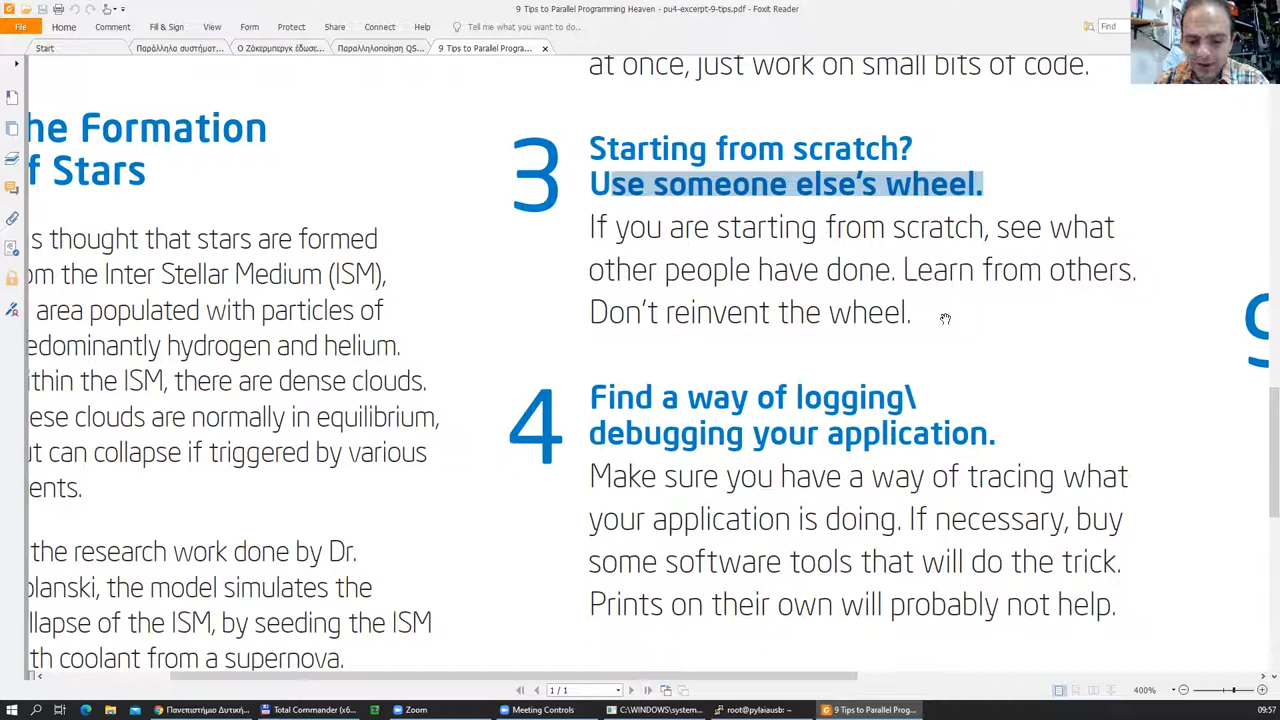 9 Tips to Parallel Programming Heaven - pu4-excerpt-9-tips.pdf - Foxit Reader
File
Home
Comment
Fill & Sign
View
Form
Protect
Share
Connect
Help
Tell me what you want to do...
Find
Start
Παράλληλα συστήματ...
Ο Ζόκερμπεργκ έδωσε...
Παραλληλοποίηση QS...
9 Tips to Parallel Progra...
he Formation
f Stars
s thought that stars are formed
om the Inter Stellar Medium (ISM),
area populated with particles of
edominantly hydrogen and helium.
ithin the ISM, there are dense clouds.
ese clouds are normally in equilibrium,
ut can collapse if triggered by various
ents.
the research work done by Dr.
planski, the model simulates the
llapse of the ISM, by seeding the ISM
th coolant from a supernova.
at once, just work on small bits of code.
3
Starting from scratch?
Use someone else's wheel.
If you are starting from scratch, see what
other people have done. Learn from others.
Don't reinvent the wheel.
4
Find a way of logging\
debugging your application.
Make sure you have a way of tracing what
your application is doing. If necessary, buy
some software tools that will do the trick.
Prints on their own will probably not help.
9
1 / 1
400%
Πανεπιστήμιο Δυτική...
Total Commander (x6...
Zoom
Meeting Controls
C:\WINDOWS\system...
root@pylaiausb: ~
9 Tips to Parallel Prog...
09:57